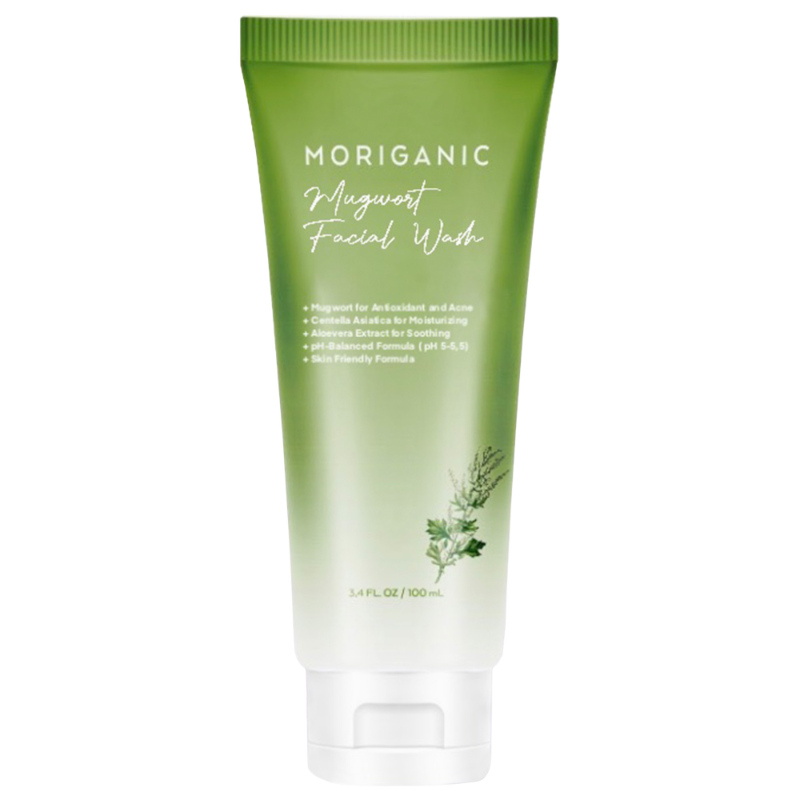 MORIGANIC
Mugwort
Facial Wash
+ Mugwort for Antioxidant and Acne
+ Centella Asiatica for Moisturizing
+ Aloevera Extract for Soothing
+ pH-Balanced Formula ( pH 5-5,5)
+ Skin Friendly Formula
3.4 FL. OZ / 100 mL